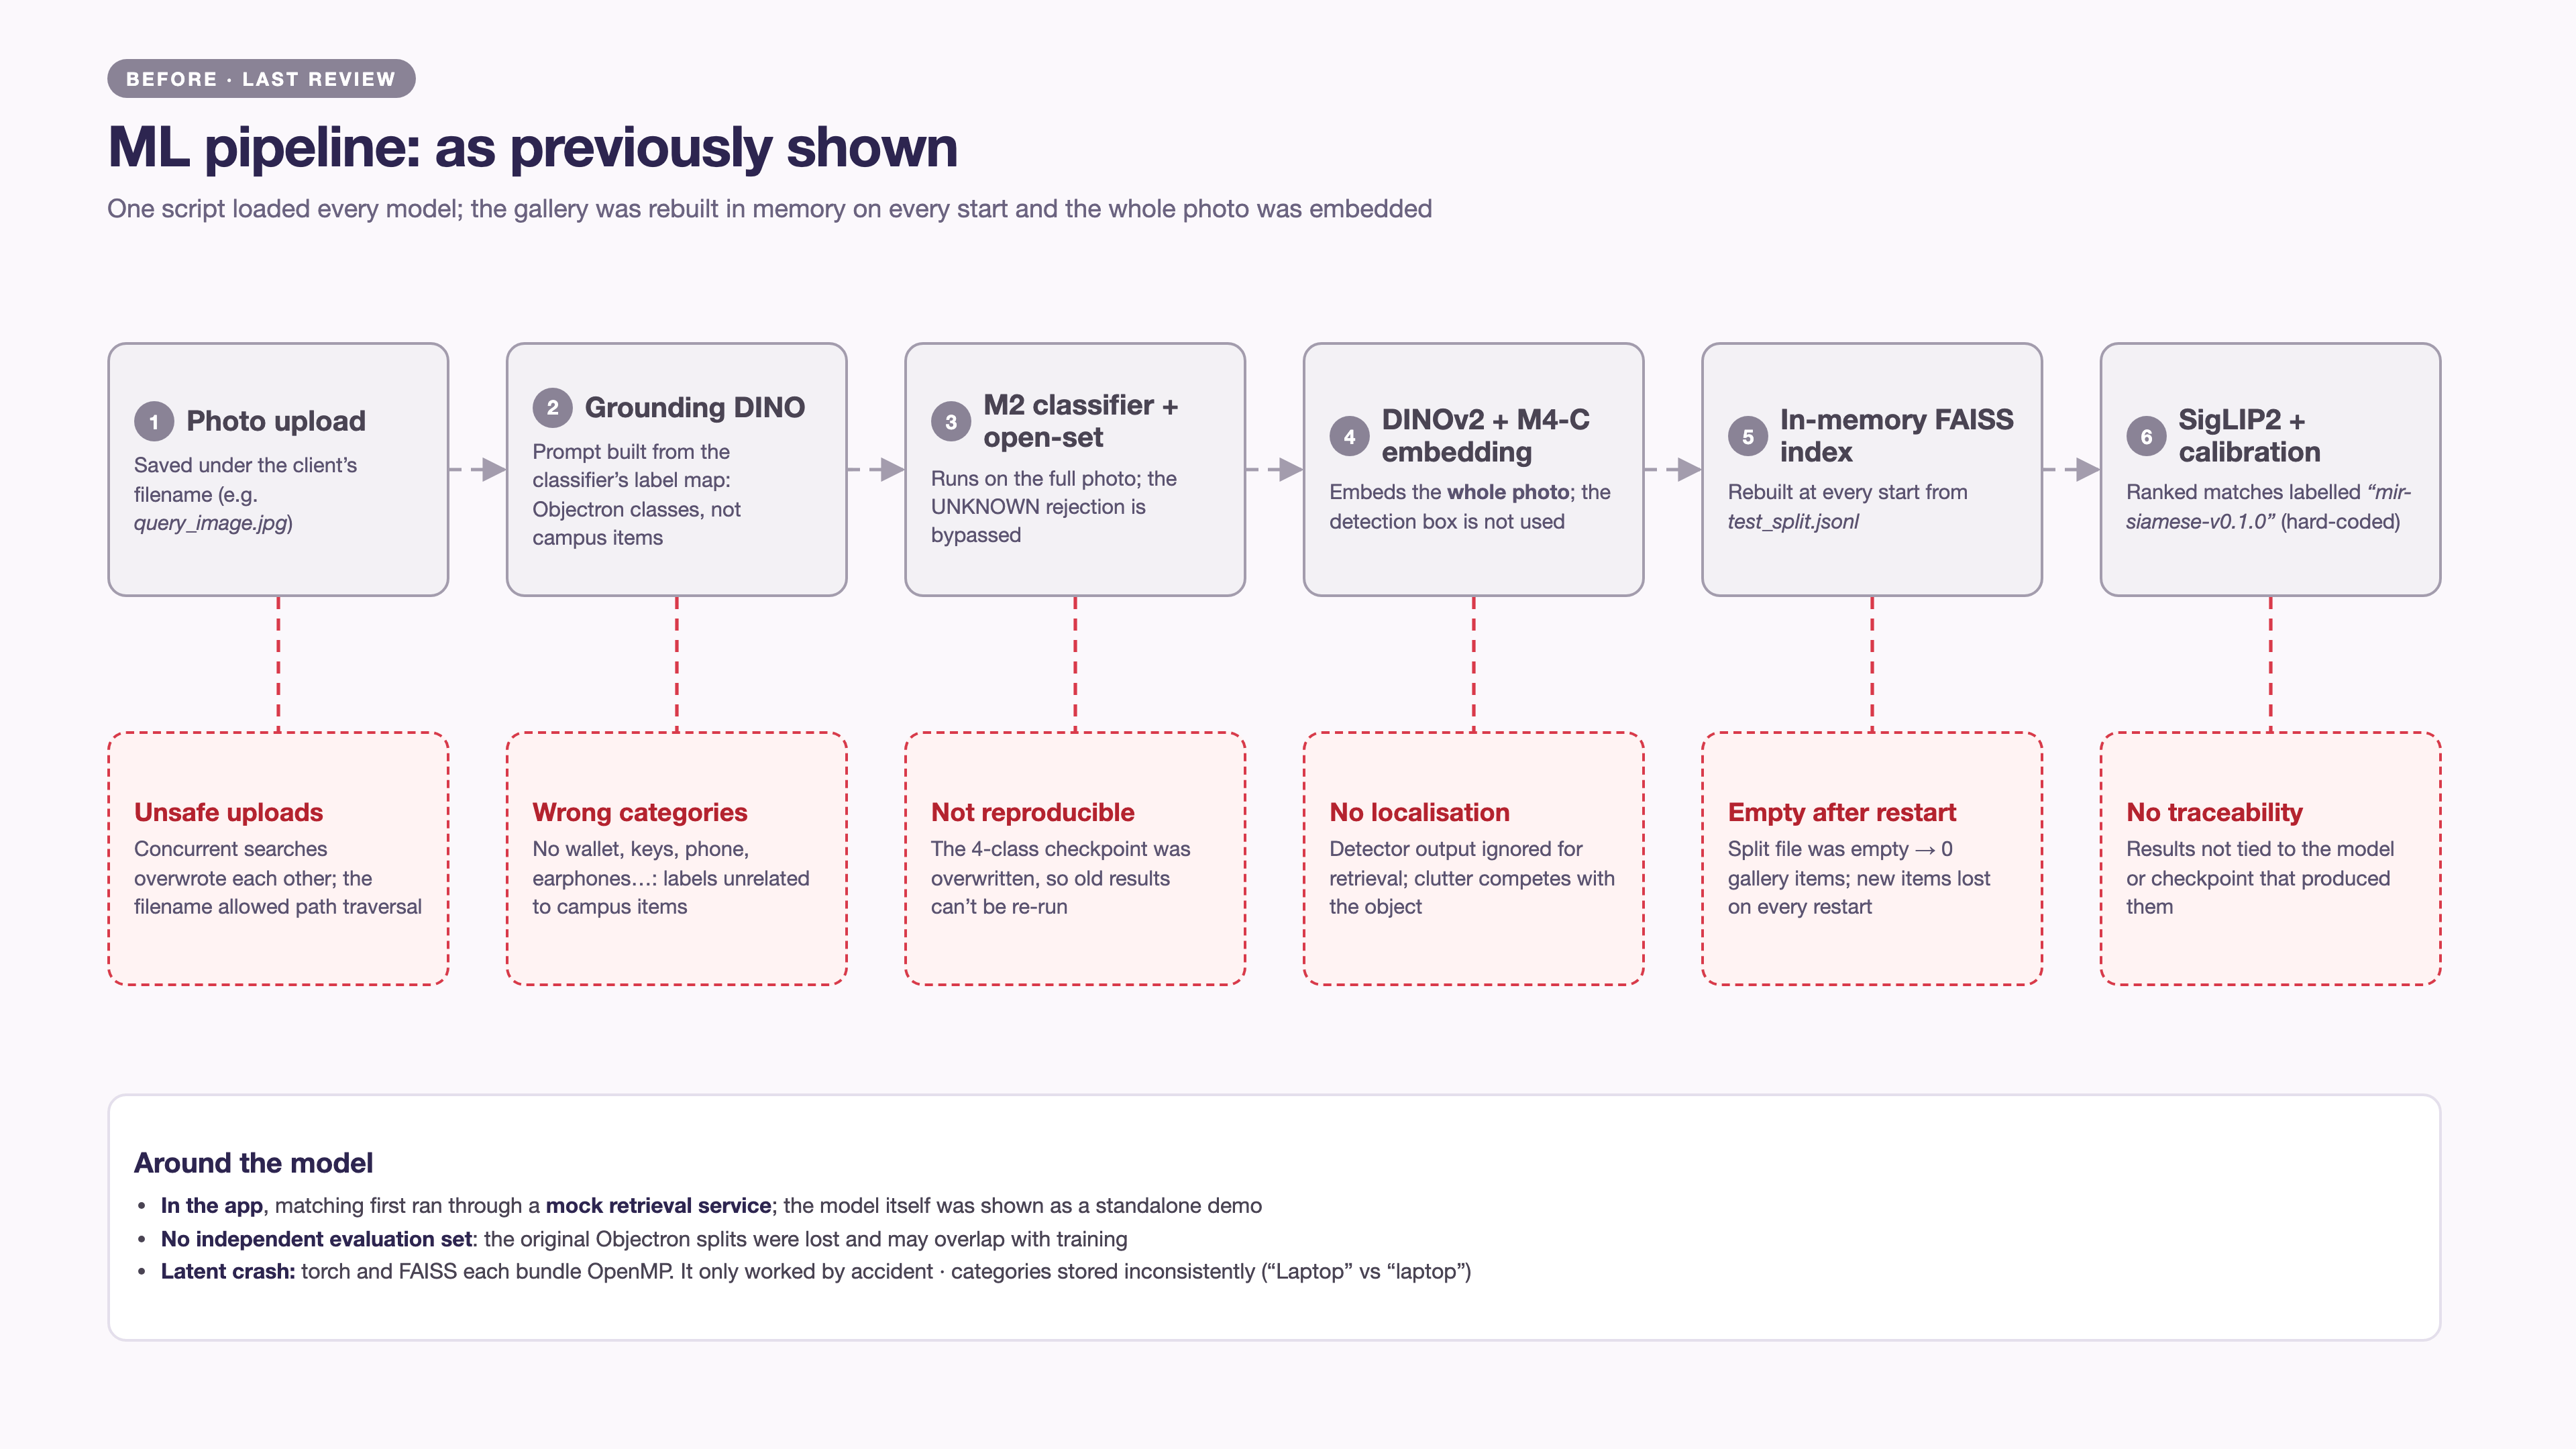 BEFORE · LAST REVIEW
ML pipeline: as previously shown
One script loaded every model; the gallery was rebuilt in memory on every start and the whole photo was embedded
1 Photo upload
Saved under the client’s
filename (e.g.
query_image.jpg)
2 Grounding DINO
Prompt built from the
classifier’s label map:
Objectron classes, not
campus items
3 M2 classifier +
open-set
Runs on the full photo; the
UNKNOWN rejection is
bypassed
4 DINOv2 + M4-C
embedding
Embeds the whole photo; the
detection box is not used
5 In-memory FAISS
index
Rebuilt at every start from
test_split.jsonl
6 SigLIP2 +
calibration
Ranked matches labelled “mir-
siamese-v0.1.0” (hard-coded)
Unsafe uploads
Concurrent searches
overwrote each other; the
filename allowed path traversal
Wrong categories
No wallet, keys, phone,
earphones…: labels unrelated
to campus items
Not reproducible
The 4-class checkpoint was
overwritten, so old results
can’t be re-run
No localisation
Detector output ignored for
retrieval; clutter competes with
the object
Empty after restart
Split file was empty → 0
gallery items; new items lost
on every restart
No traceability
Results not tied to the model
or checkpoint that produced
them
Around the model
• In the app, matching first ran through a mock retrieval service; the model itself was shown as a standalone demo
• No independent evaluation set: the original Objectron splits were lost and may overlap with training
• Latent crash: torch and FAISS each bundle OpenMP. It only worked by accident · categories stored inconsistently (“Laptop” vs “laptop”)